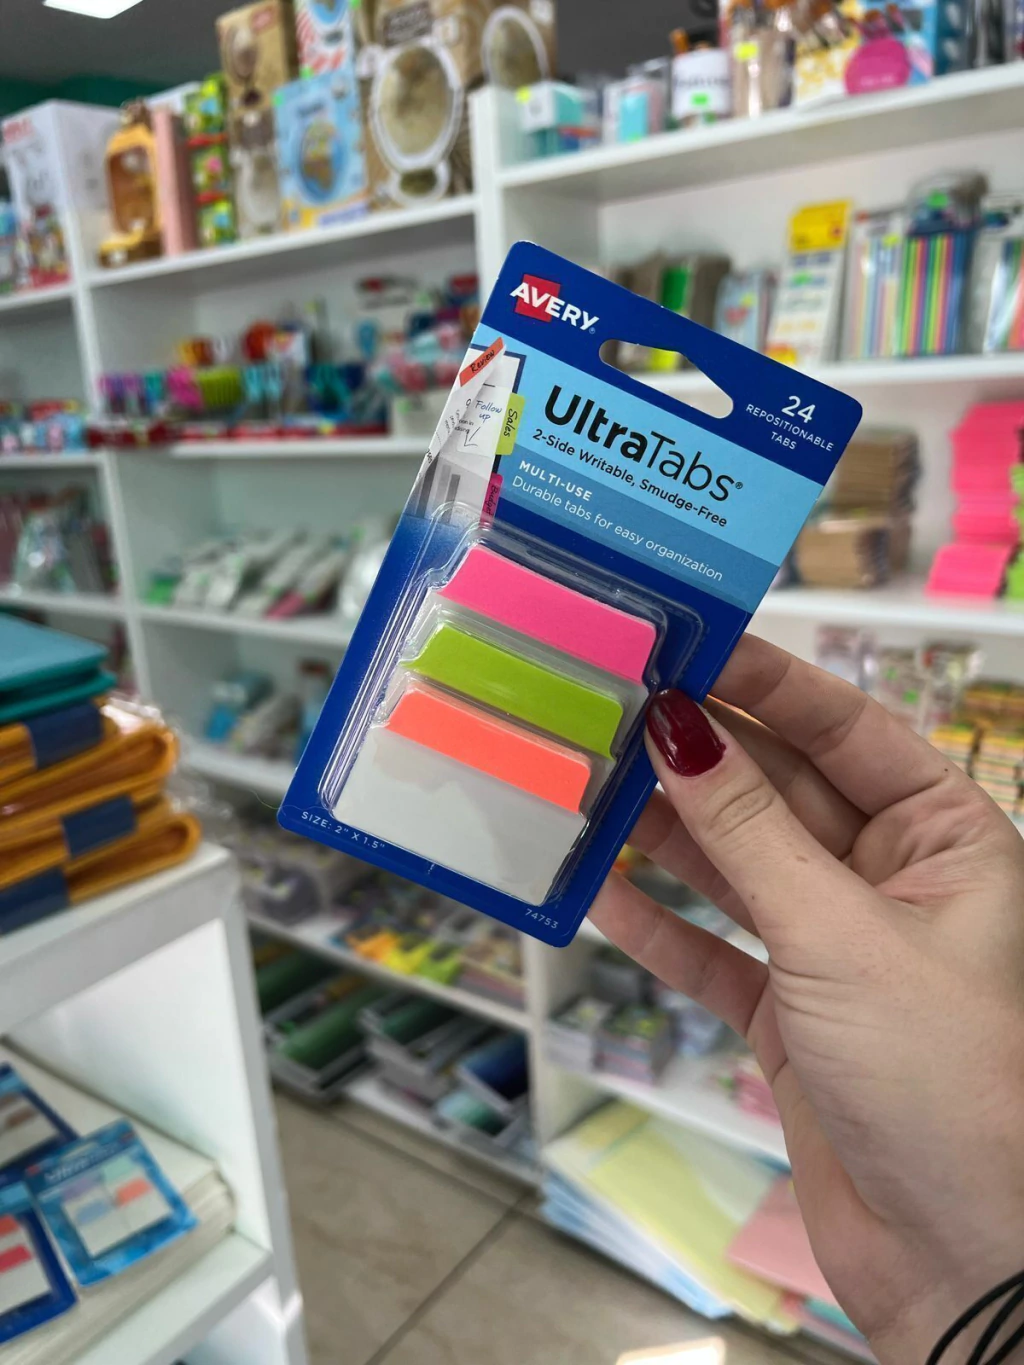 AVERY®
24
REPOSITIONABLE
TABS
UltraTabs®
2-Side Writable, Smudge-Free
MULTI-USE
Durable tabs for easy organization
Review
Follow
up
Sales
Budget
SIZE: 2" X 1.5"
74753